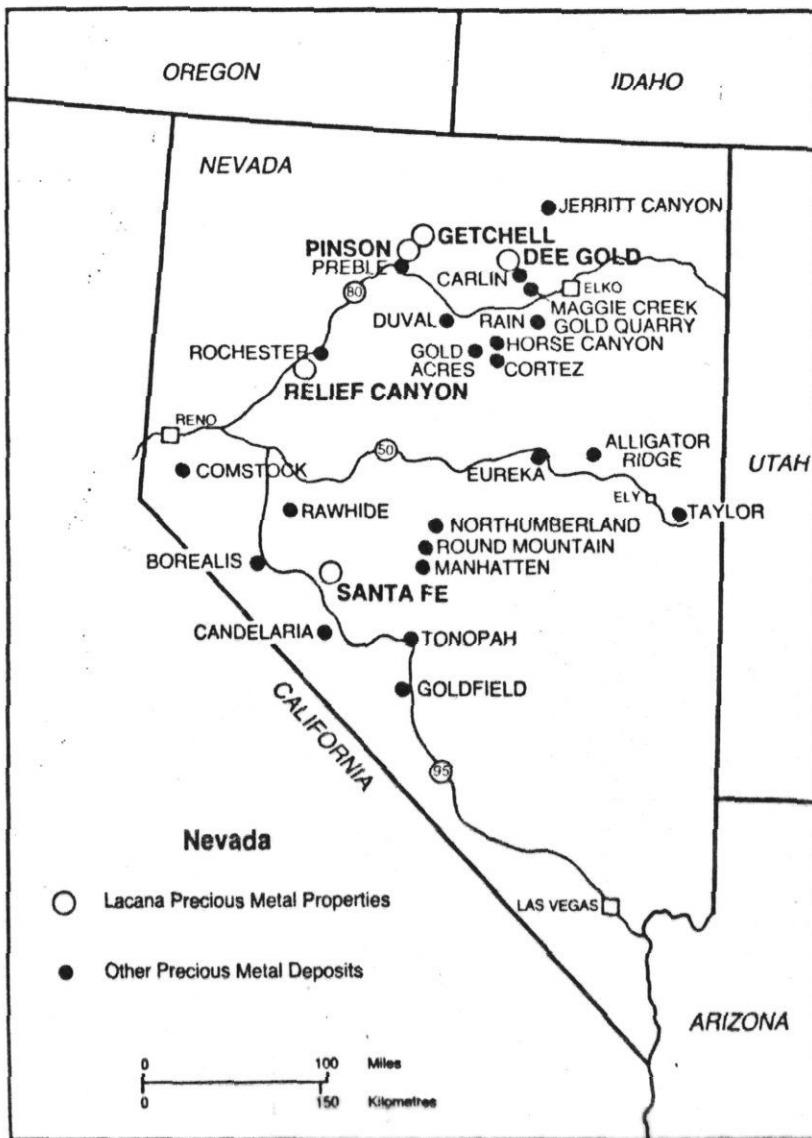 OREGON
IDAHO
NEVADA
JERRITT CANYON
GETCHELL
PINSON
DEE GOLD
PREBLE
CARLIN
ELKO
80
MAGGIE CREEK
DUVAL
RAIN
GOLD QUARRY
HORSE CANYON
ROCHESTER
GOLD
ACRES
CORTEZ
RELIEF CANYON
RENO
50
ALLIGATOR
RIDGE
UTAH
COMSTOCK
EUREKA
ELY
TAYLOR
RAWHIDE
NORTHUMBERLAND
ROUND MOUNTAIN
BOREALIS
MANHATTEN
SANTA FE
CANDELARIA
TONOPAH
GOLDFIELD
CALIFORNIA
95
Nevada
Lacana Precious Metal Properties
LAS VEGAS
Other Precious Metal Deposits
ARIZONA
0 100 Miles
0 150 Kilometres